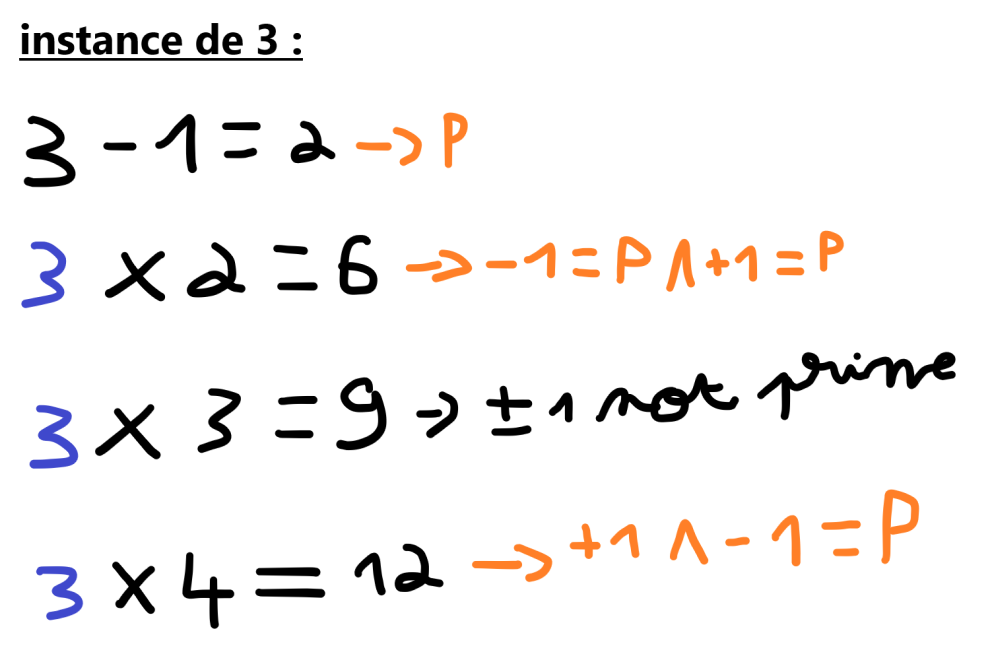 instance de 3 :
3 - 1 = 2 → P
3 × 2 = 6 → - 1 = P ∧ + 1 = P
3 × 3 = 9 → ± 1 not prime
3 × 4 = 12 → + 1 ∧ - 1 = P